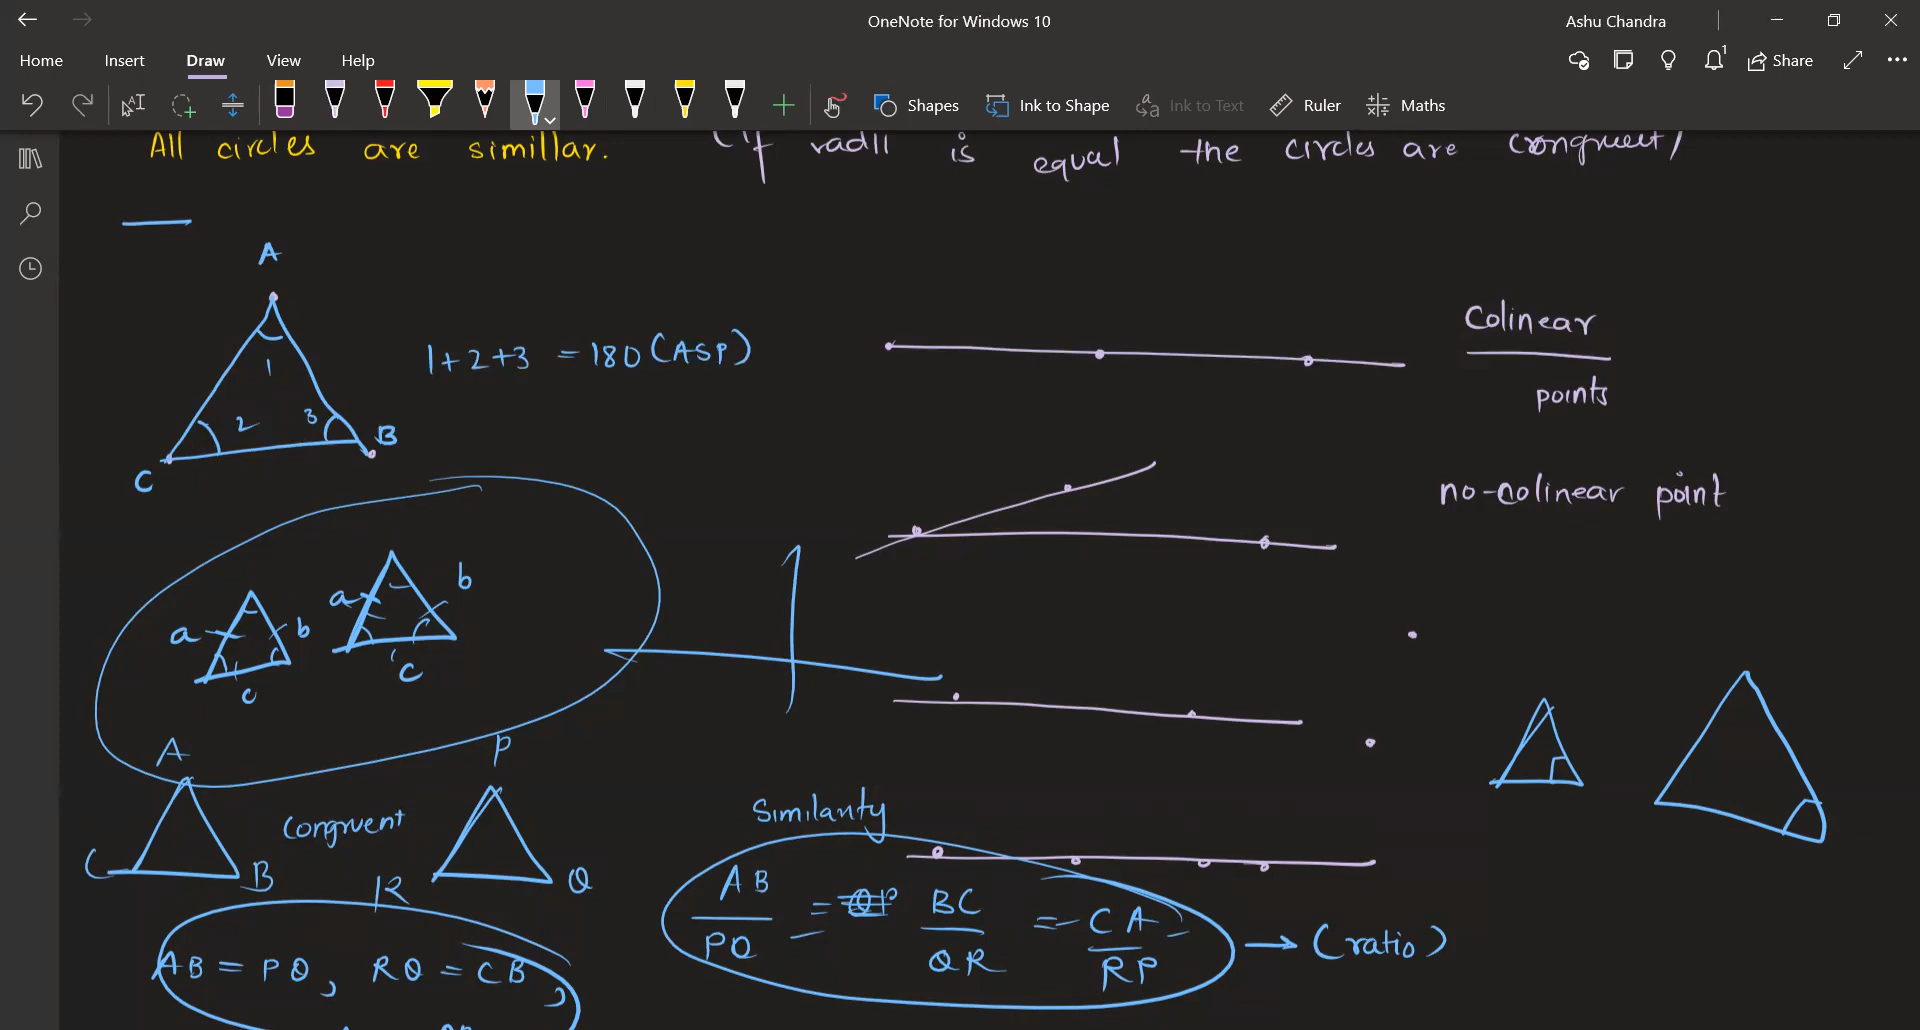 OneNote for Windows 10
Ashu Chandra
Home Insert Draw View Help
1
Share
Shapes Ink to Shape Ink to Text Ruler Maths
All circles are simillar. (if radii is equal the circles are congruent)
A
1
2 3
C B
1+2+3 = 180 (ASP)
Colinear
points
no-colinear point
a b
c
a b
c
A
C B
congruent
P
R Q
AB = PQ, RQ = CB,
Similarity
AB = BC = CA → (ratio)
PQ QR RP